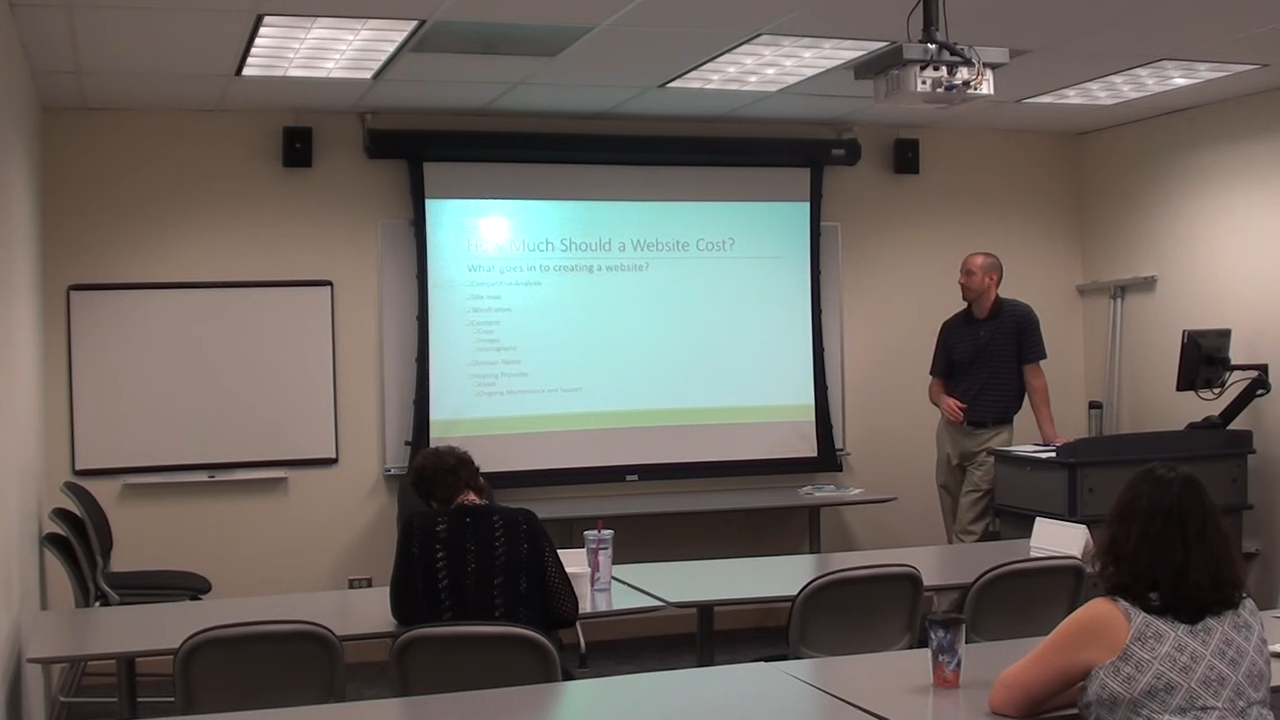 How Much Should a Website Cost?
What goes in to creating a website?
Competitive Analysis
Site Map
Wireframes
Content
Copy
Images
Domain Name
Hosting Provider
Ongoing Maintenance and Support